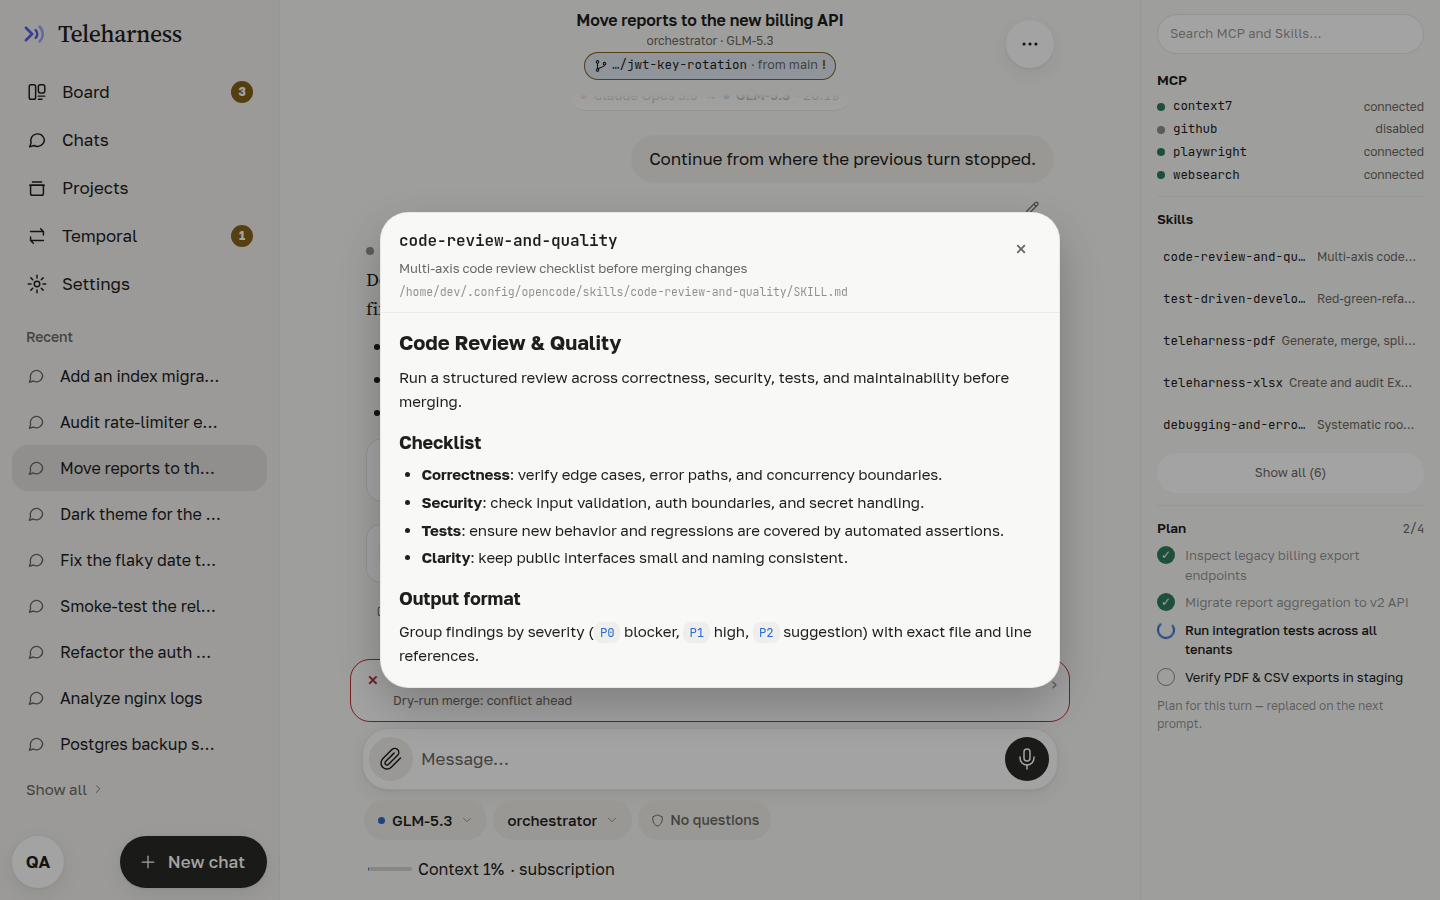 Teleharness
Board 3
Chats
Projects
Temporal 1
Settings
Recent
Add an index migra...
Audit rate-limiter e...
Move reports to th...
Dark theme for the ...
Fix the flaky date t...
Smoke-test the rel...
Refactor the auth ...
Analyze nginx logs
Postgres backup s...
Show all
QA
New chat
Move reports to the new billing API
orchestrator · GLM-5.3
…/jwt-key-rotation · from main !
Continue from where the previous turn stopped.
code-review-and-quality
Multi-axis code review checklist before merging changes
/home/dev/.config/opencode/skills/code-review-and-quality/SKILL.md
Code Review & Quality
Run a structured review across correctness, security, tests, and maintainability before
merging.
Checklist
• Correctness: verify edge cases, error paths, and concurrency boundaries.
• Security: check input validation, auth boundaries, and secret handling.
• Tests: ensure new behavior and regressions are covered by automated assertions.
• Clarity: keep public interfaces small and naming consistent.
Output format
Group findings by severity (P0 blocker, P1 high, P2 suggestion) with exact file and line
references.
Dry-run merge: conflict ahead
Message...
GLM-5.3
orchestrator
No questions
Context 1% · subscription
Search MCP and Skills...
MCP
context7 connected
github disabled
playwright connected
websearch connected
Skills
code-review-and-qu… Multi-axis code...
test-driven-develo… Red-green-refa...
teleharness-pdf Generate, merge, spli...
teleharness-xlsx Create and audit Ex...
debugging-and-erro… Systematic roo...
Show all (6)
Plan 2/4
Inspect legacy billing export
endpoints
Migrate report aggregation to v2 API
Run integration tests across all
tenants
Verify PDF & CSV exports in staging
Plan for this turn — replaced on the next
prompt.